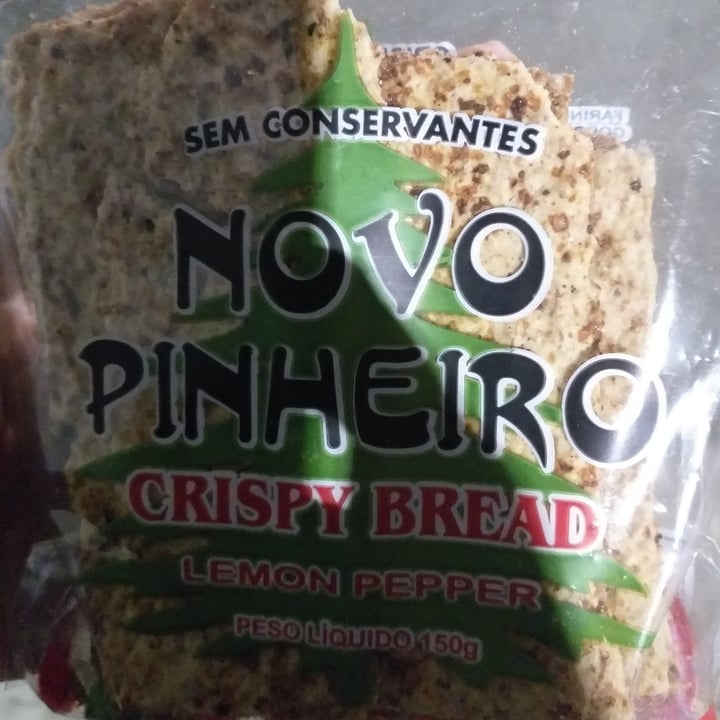 SEM CONSERVANTES
NOVO
PINHEIRO
CRISPY BREAD
LEMON PEPPER
PESO LÍQUIDO 150g